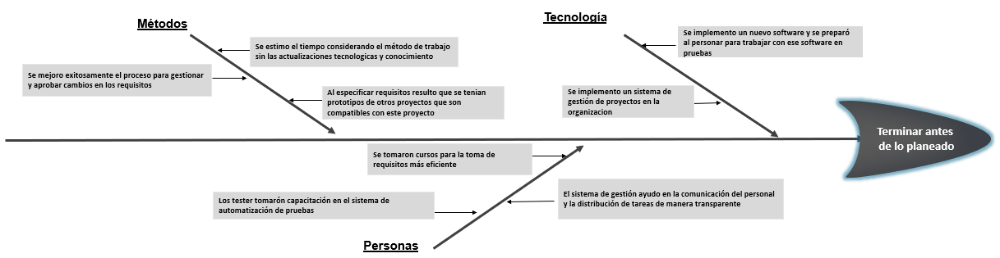 Métodos
Se estimo el tiempo considerando el método de trabajo
sin las actualizaciones tecnologicas y conocimiento
Se mejoro exitosamente el proceso para gestionar
y aprobar cambios en los requisitos
Al especificar requisitos resulto que se tenian
prototipos de otros proyectos que son
compatibles con este proyecto
Tecnología
Se implemento un nuevo software y se preparó
al personar para trabajar con ese software en
pruebas
Se implemento un sistema de
gestión de proyectos en la
organizacion
Terminar antes
de lo planeado
Se tomaron cursos para la toma de
requisitos más eficiente
Los tester tomarón capacitación en el sistema de
automatización de pruebas
El sistema de gestión ayudo en la comunicación del personal
y la distribución de tareas de manera transparente
Personas